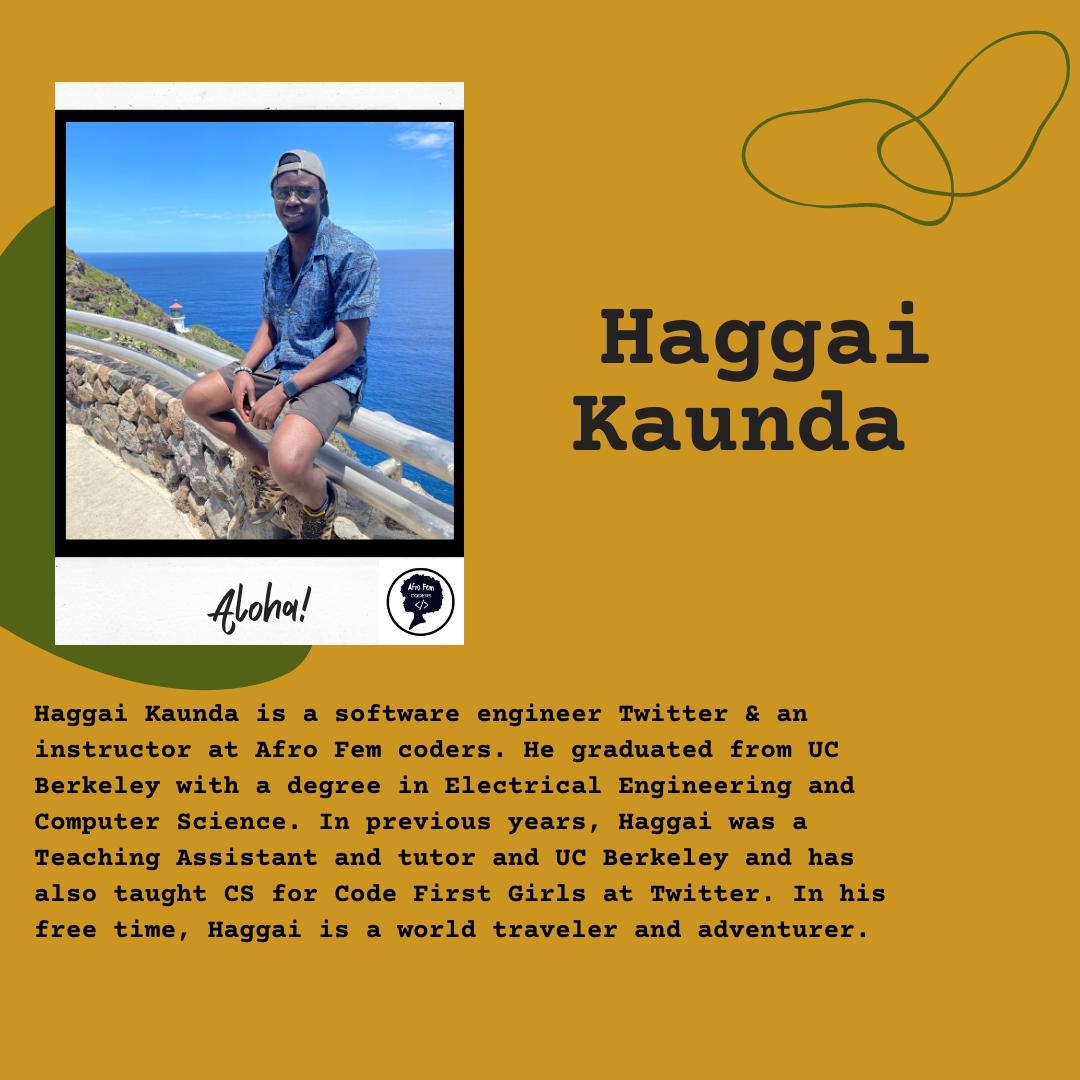 Haggai
Kaunda
Aloha!
Afro Fem
CODERS
</>
Haggai Kaunda is a software engineer Twitter & an
instructor at Afro Fem coders. He graduated from UC
Berkeley with a degree in Electrical Engineering and
Computer Science. In previous years, Haggai was a
Teaching Assistant and tutor and UC Berkeley and has
also taught CS for Code First Girls at Twitter. In his
free time, Haggai is a world traveler and adventurer.